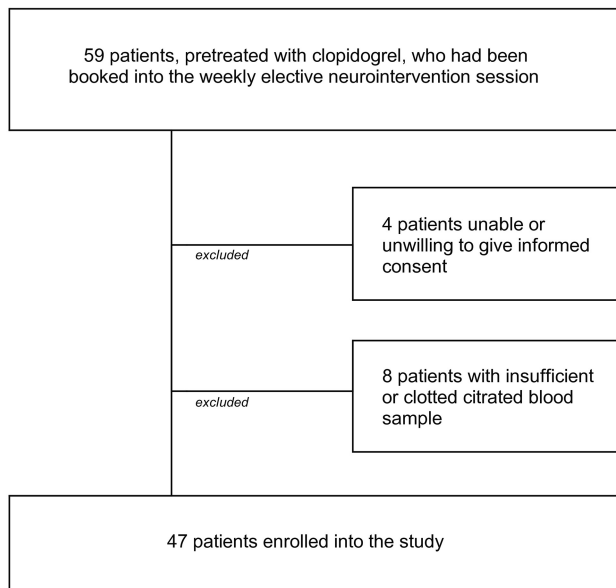 59 patients, pretreated with clopidogrel, who had been
booked into the weekly elective neurointervention session
4 patients unable or
unwilling to give informed
consent
excluded
8 patients with insufficient
or clotted citrated blood
sample
excluded
47 patients enrolled into the study